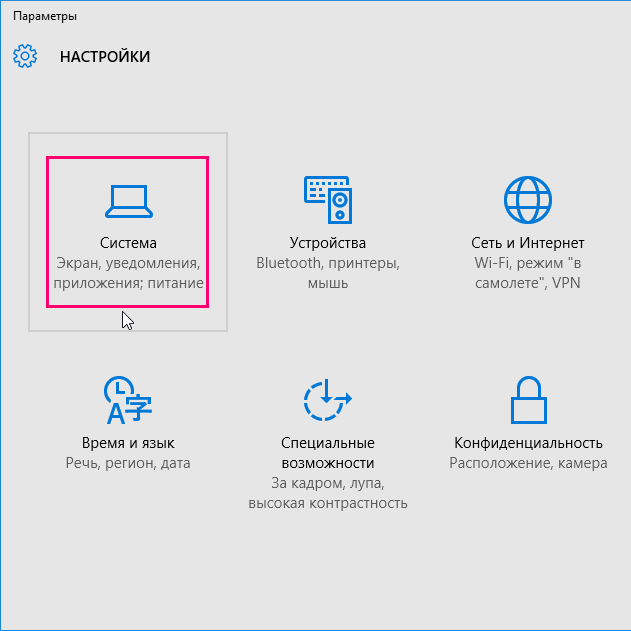 Параметры
НАСТРОЙКИ
Система
Экран, уведомления,
приложения; питание
Устройства
Bluetooth, принтеры,
мышь
Сеть и Интернет
Wi-Fi, режим "в
самолете", VPN
Время и язык
Речь, регион, дата
Специальные
возможности
За кадром, лупа,
высокая контрастность
Конфиденциальность
Расположение, камера